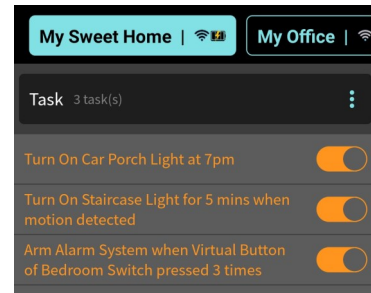 My Sweet Home | My Office |
Task 3 task(s)
Turn On Car Porch Light at 7pm
Turn On Staircase Light for 5 mins when
motion detected
Arm Alarm System when Virtual Button
of Bedroom Switch pressed 3 times